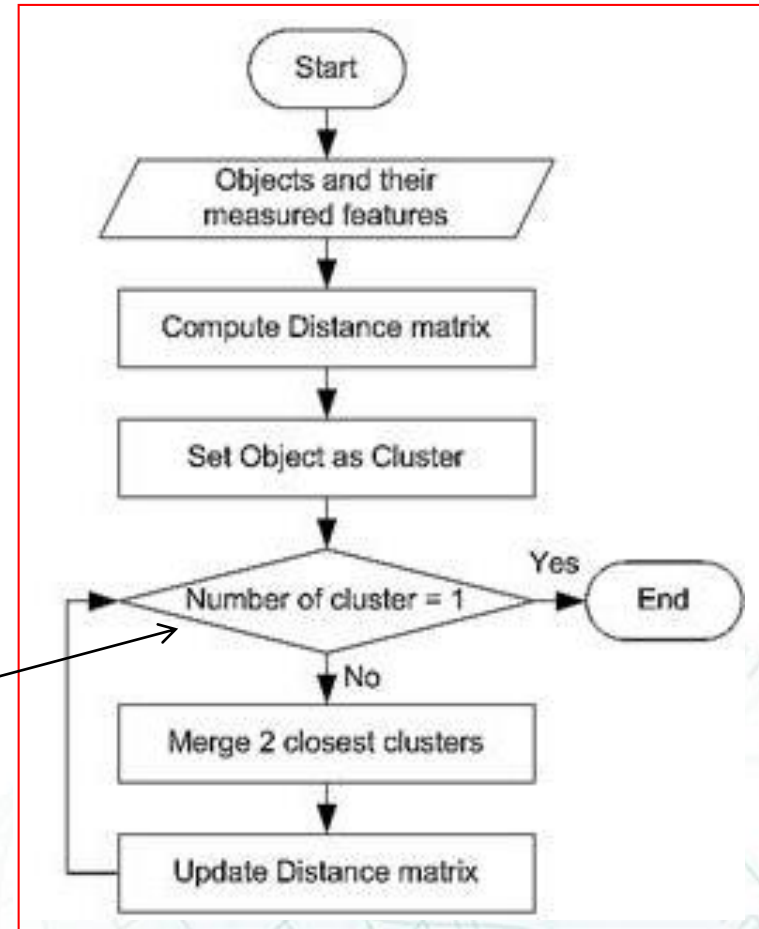 Start
Objects and their
measured features
Compute Distance matrix
Set Object as Cluster
Number of cluster = 1
Yes
End
No
Merge 2 closest clusters
Update Distance matrix